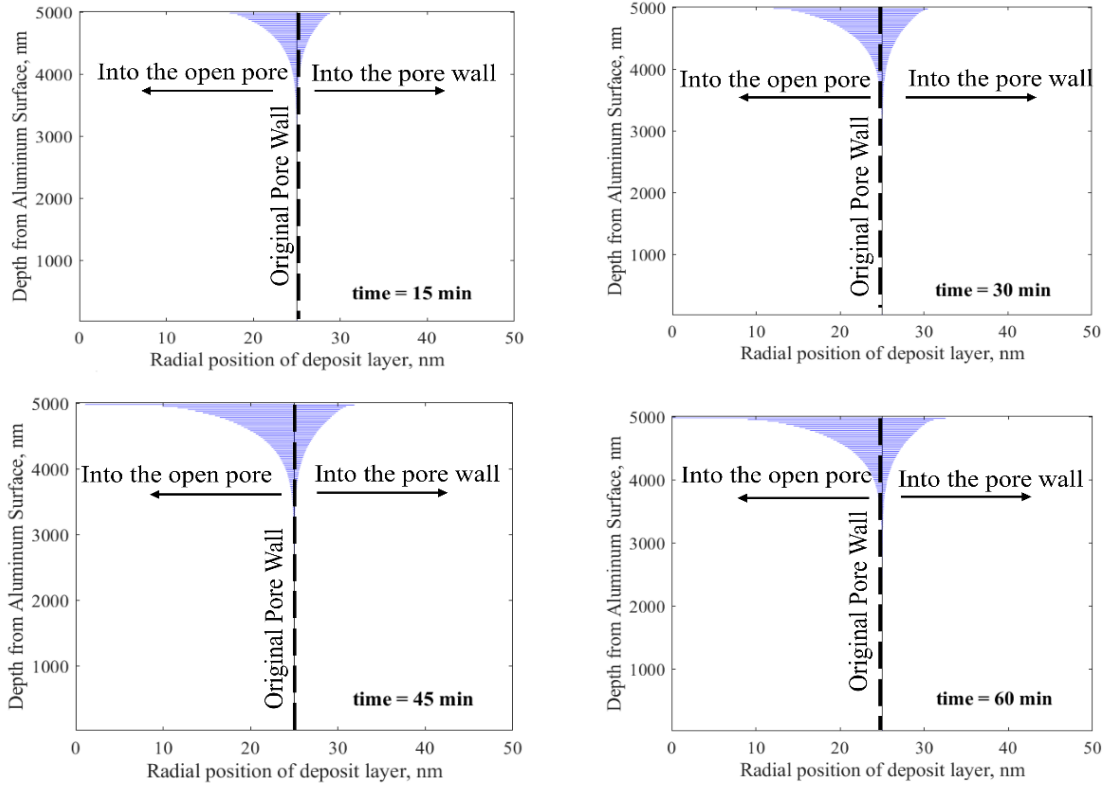 5000
4000
3000
2000
1000
Depth from Aluminum Surface, nm
Into the open pore
Into the pore wall
Original Pore Wall
time = 15 min
0 10 20 30 40 50
Radial position of deposit layer, nm
5000
4000
3000
2000
1000
Depth from Aluminum Surface, nm
Into the open pore
Into the pore wall
Original Pore Wall
time = 30 min
0 10 20 30 40 50
Radial position of deposit layer, nm
5000
4000
3000
2000
1000
Depth from Aluminum Surface, nm
Into the open pore
Into the pore wall
Original Pore Wall
time = 45 min
0 10 20 30 40 50
Radial position of deposit layer, nm
5000
4000
3000
2000
1000
Depth from Aluminum Surface, nm
Into the open pore
Into the pore wall
Original Pore Wall
time = 60 min
0 10 20 30 40 50
Radial position of deposit layer, nm